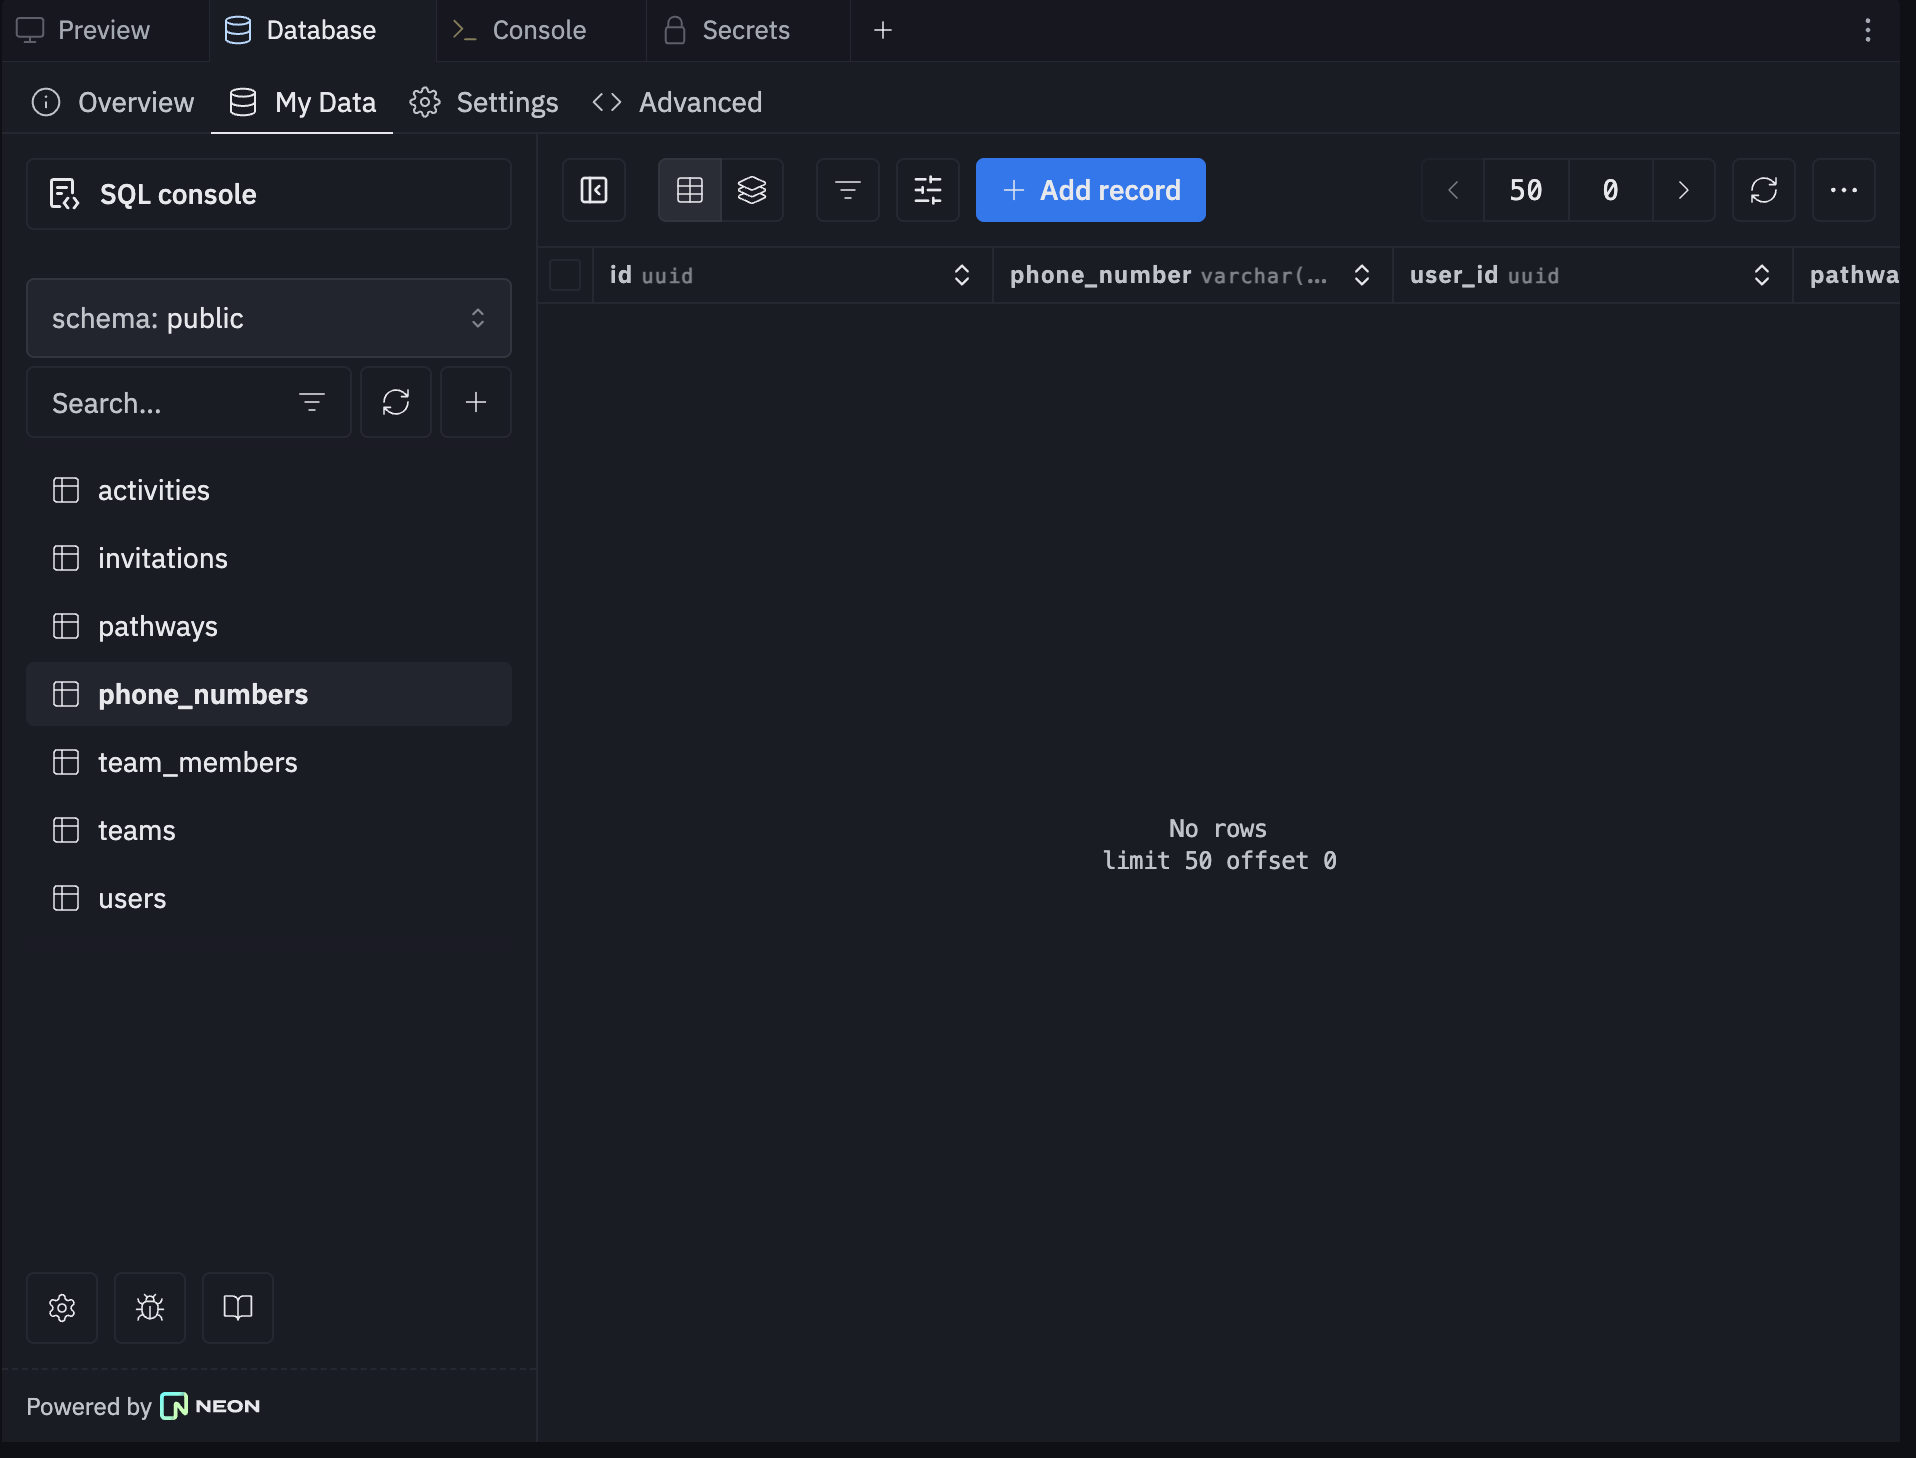 Preview
Database
Console
Secrets
Overview
My Data
Settings
Advanced
SQL console
Add record
50
0
schema: public
Search...
id uuid
phone_number varchar(...
user_id uuid
pathwa
activities
invitations
pathways
phone_numbers
team_members
teams
users
No rows
limit 50 offset 0
Powered by NEON